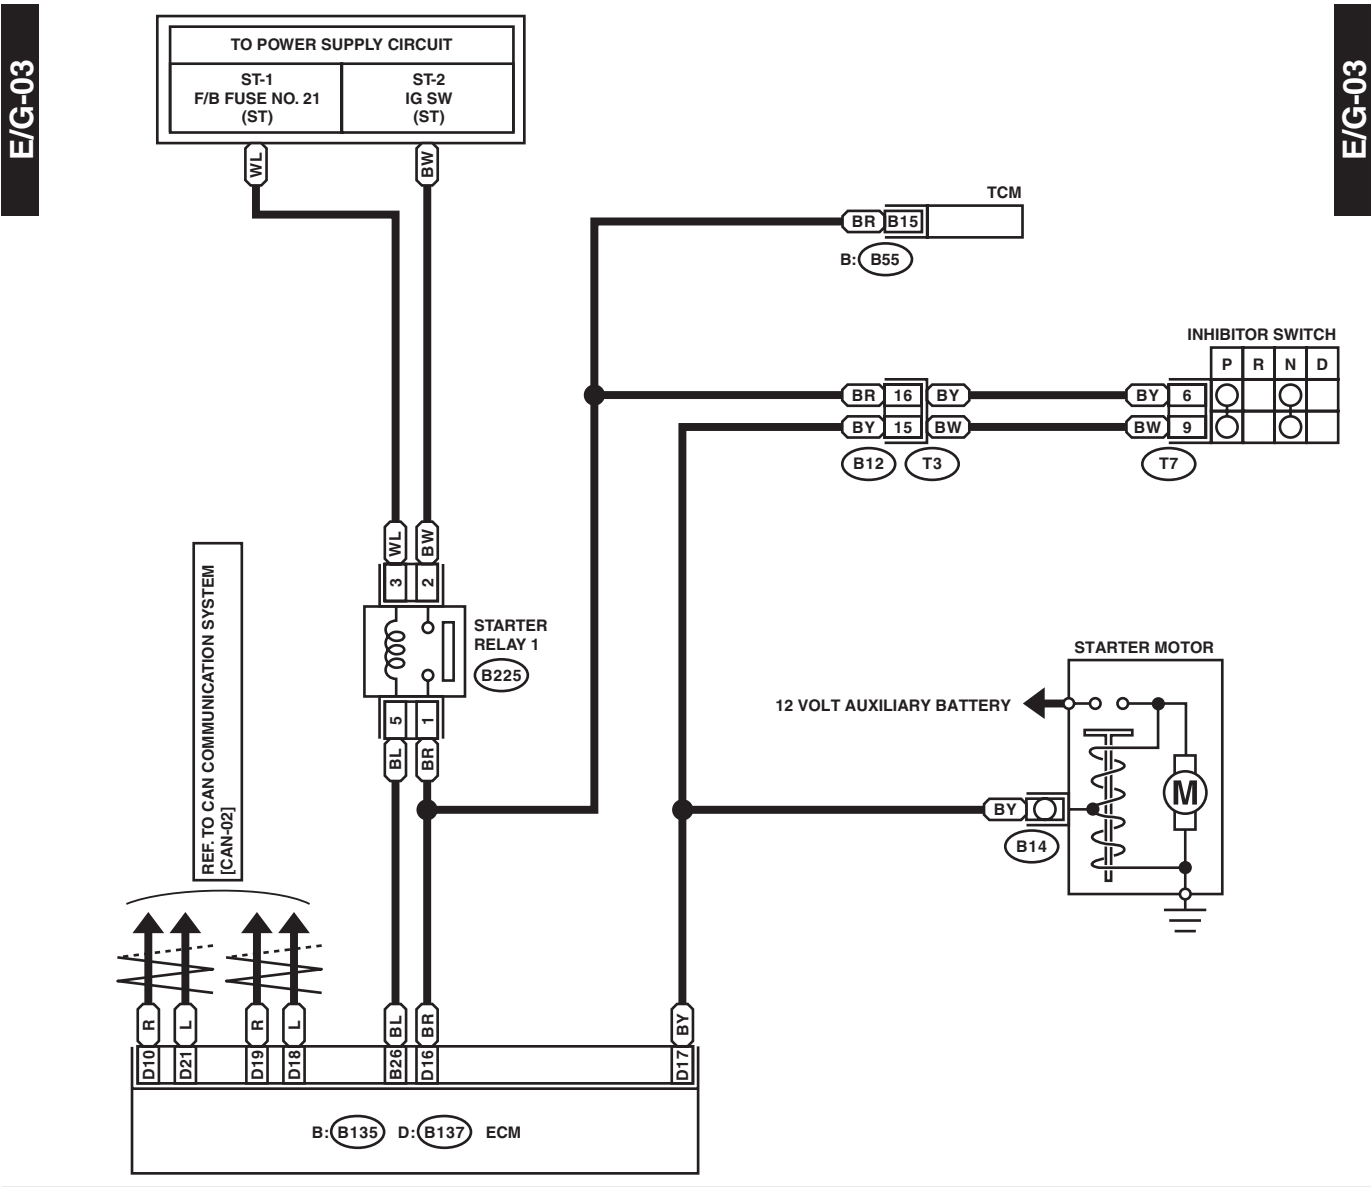 E/G-03
E/G-03
TO POWER SUPPLY CIRCUIT
ST-1
F/B FUSE NO. 21
(ST)
ST-2
IG SW
(ST)
WL
BW
TCM
BR
B15
B: B55
INHIBITOR SWITCH
P R N D
BR 16 BY
BY 6
BY 15 BW
BW 9
B12
T3
T7
WL
BW
3
2
STARTER
RELAY 1
B225
5
1
BL
BR
REF. TO CAN COMMUNICATION SYSTEM
[CAN-02]
STARTER MOTOR
12 VOLT AUXILIARY BATTERY
M
BY
B14
R
L
R
L
BL
BR
BY
D10
D21
D19
D18
B26
D16
D17
B: B135 D: B137 ECM